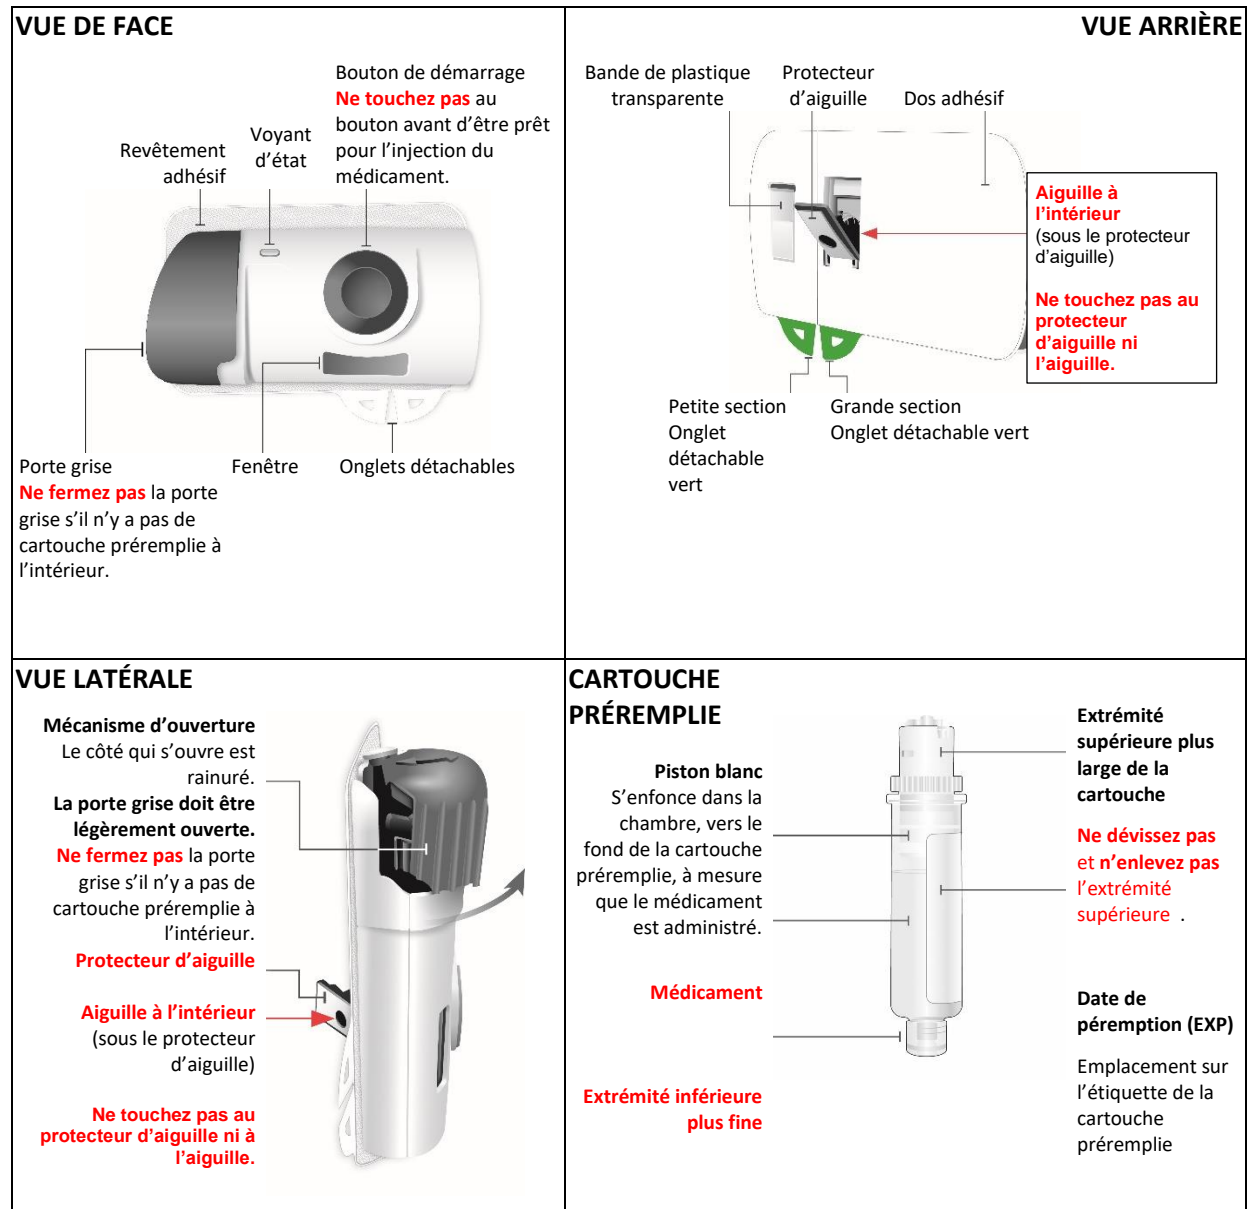 VUE DE FACE
Bouton de démarrage
Ne touchez pas au
bouton avant d’être prêt
pour l’injection du
médicament.
Voyant
d’état
Revêtement
adhésif
Porte grise
Ne fermez pas la porte
grise s’il n’y a pas de
cartouche préremplie à
l’intérieur.
Fenêtre
Onglets détachables
VUE ARRIÈRE
Bande de plastique
transparente
Protecteur
d’aiguille
Dos adhésif
Aiguille à
l’intérieur
(sous le protecteur
d’aiguille)
Ne touchez pas au
protecteur
d’aiguille ni
l’aiguille.
Petite section
Onglet
détachable
vert
Grande section
Onglet détachable vert
VUE LATÉRALE
Mécanisme d’ouverture
Le côté qui s’ouvre est
rainuré.
La porte grise doit être
légèrement ouverte.
Ne fermez pas la porte
grise s’il n’y a pas de
cartouche préremplie à
l’intérieur.
Protecteur d’aiguille
Aiguille à l’intérieur
(sous le protecteur
d’aiguille)
Ne touchez pas au
protecteur d’aiguille ni à
l’aiguille.
CARTOUCHE
PRÉREMPLIE
Piston blanc
S’enfonce dans la
chambre, vers le
fond de la cartouche
préremplie, à mesure
que le médicament
est administré.
Médicament
Extrémité inférieure
plus fine
Extrémité
supérieure plus
large de la
cartouche
Ne dévissez pas
et n’enlevez pas
l’extrémité
supérieure .
Date de
péremption (EXP)
Emplacement sur
l’étiquette de la
cartouche
préremplie